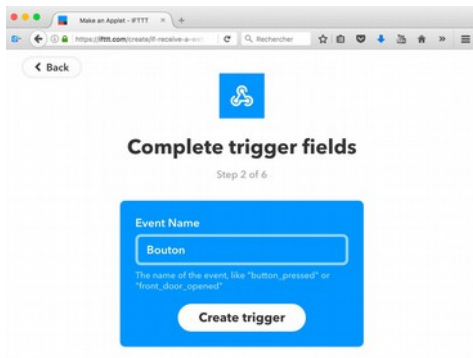 Make an Applet - IFTTT
https://ifttt.com/create/if-receive-a-we
Rechercher
Back
Complete trigger fields
Step 2 of 6
Event Name
Bouton
The name of the event, like "button_pressed" or
"front_door_opened"
Create trigger